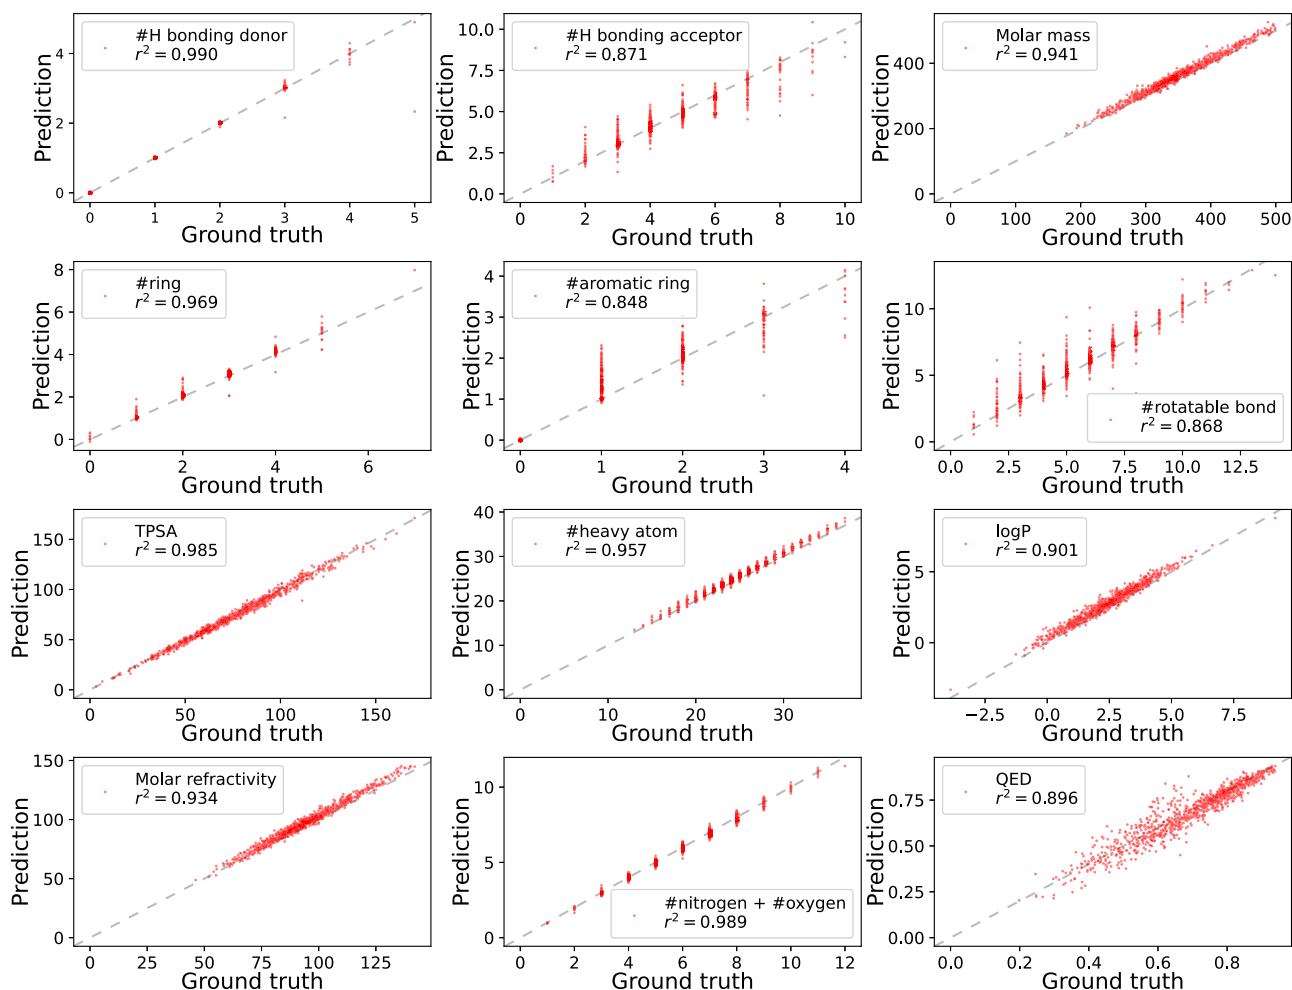 #H bonding donor
r² = 0.990
4
2
0
0 1 2 3 4 5
Prediction
Ground truth
#H bonding acceptor
r² = 0.871
10.0
7.5
5.0
2.5
0.0
0 2 4 6 8 10
Prediction
Ground truth
Molar mass
r² = 0.941
400
200
0
0 100 200 300 400 500
Prediction
Ground truth
#ring
r² = 0.969
8
6
4
2
0
0 2 4 6
Prediction
Ground truth
#aromatic ring
r² = 0.848
4
3
2
1
0
0 1 2 3 4
Prediction
Ground truth
10
5
0
#rotatable bond
r² = 0.868
0.0 2.5 5.0 7.5 10.0 12.5
Prediction
Ground truth
TPSA
r² = 0.985
150
100
50
0
0 50 100 150
Prediction
Ground truth
#heavy atom
r² = 0.957
40
30
20
10
0
0 10 20 30
Prediction
Ground truth
logP
r² = 0.901
5
0
−2.5 0.0 2.5 5.0 7.5
Prediction
Ground truth
Molar refractivity
r² = 0.934
150
100
50
0
0 25 50 75 100 125
Prediction
Ground truth
10
5
0
#nitrogen + #oxygen
r² = 0.989
0 2 4 6 8 10 12
Prediction
Ground truth
QED
r² = 0.896
0.75
0.50
0.25
0.00
0.0 0.2 0.4 0.6 0.8
Prediction
Ground truth